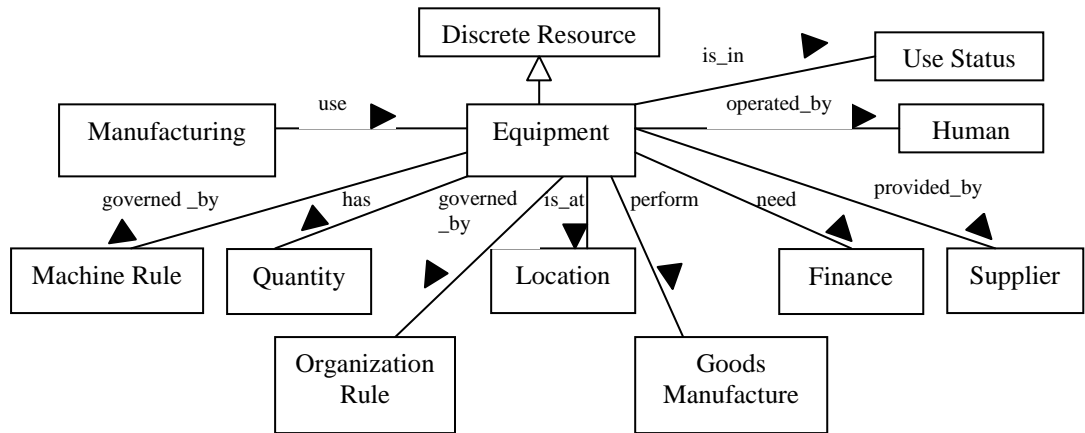 Discrete Resource
is_in
Use Status
use
operated_by
Manufacturing
Equipment
Human
governed _by
has
governed
_by
is_at
perform
need
provided_by
Machine Rule
Quantity
Location
Finance
Supplier
Organization
Rule
Goods
Manufacture